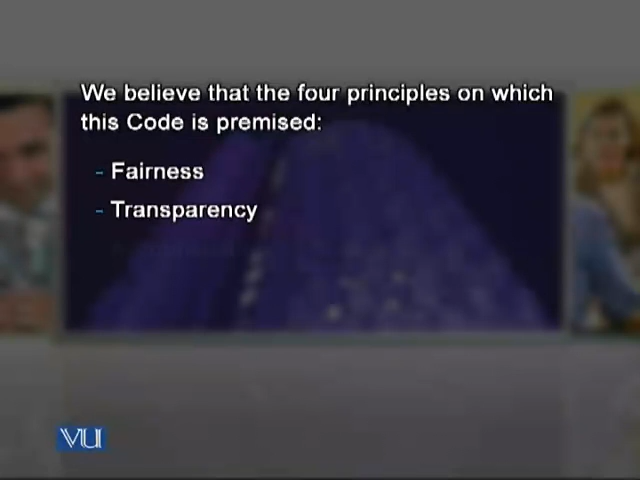 We believe that the four principles on which
this Code is premised:
- Fairness
- Transparency
VU